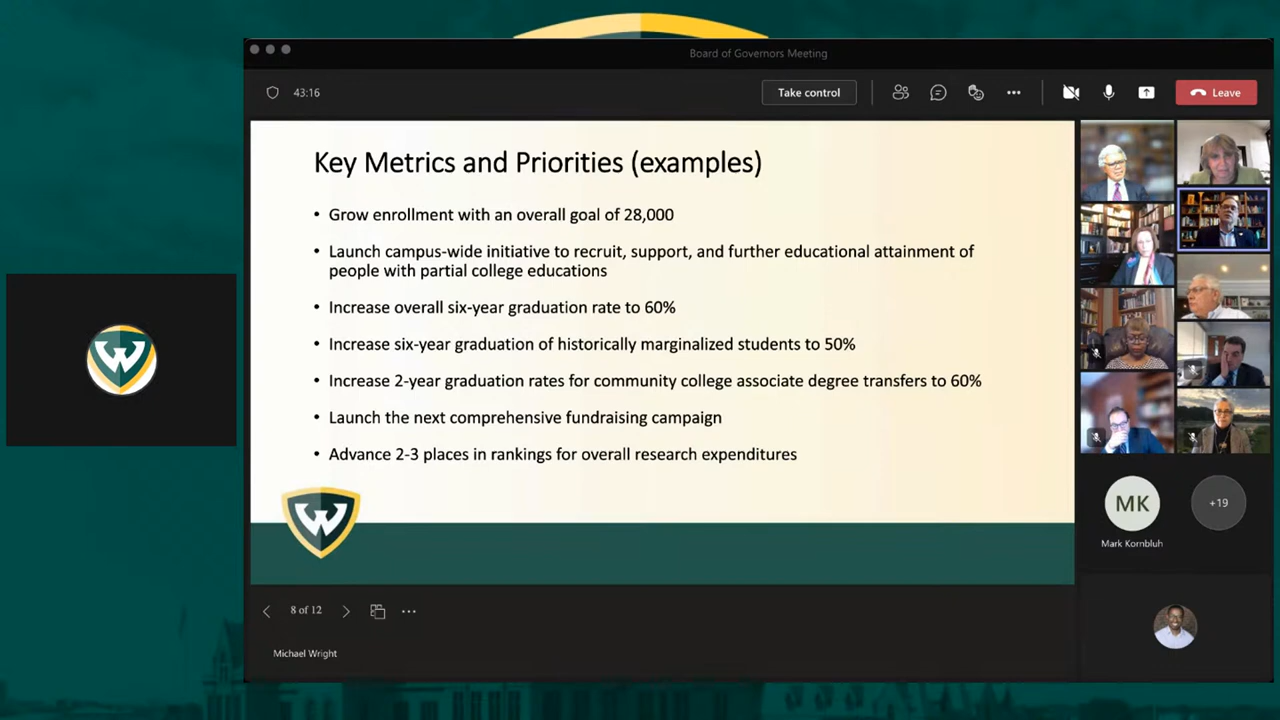 Board of Governors Meeting
43:16
Take control
Leave
Key Metrics and Priorities (examples)
• Grow enrollment with an overall goal of 28,000
• Launch campus-wide initiative to recruit, support, and further educational attainment of
people with partial college educations
• Increase overall six-year graduation rate to 60%
• Increase six-year graduation of historically marginalized students to 50%
• Increase 2-year graduation rates for community college associate degree transfers to 60%
• Launch the next comprehensive fundraising campaign
• Advance 2-3 places in rankings for overall research expenditures
W
W
MK
+19
Mark Kornbluh
8 of 12
Michael Wright